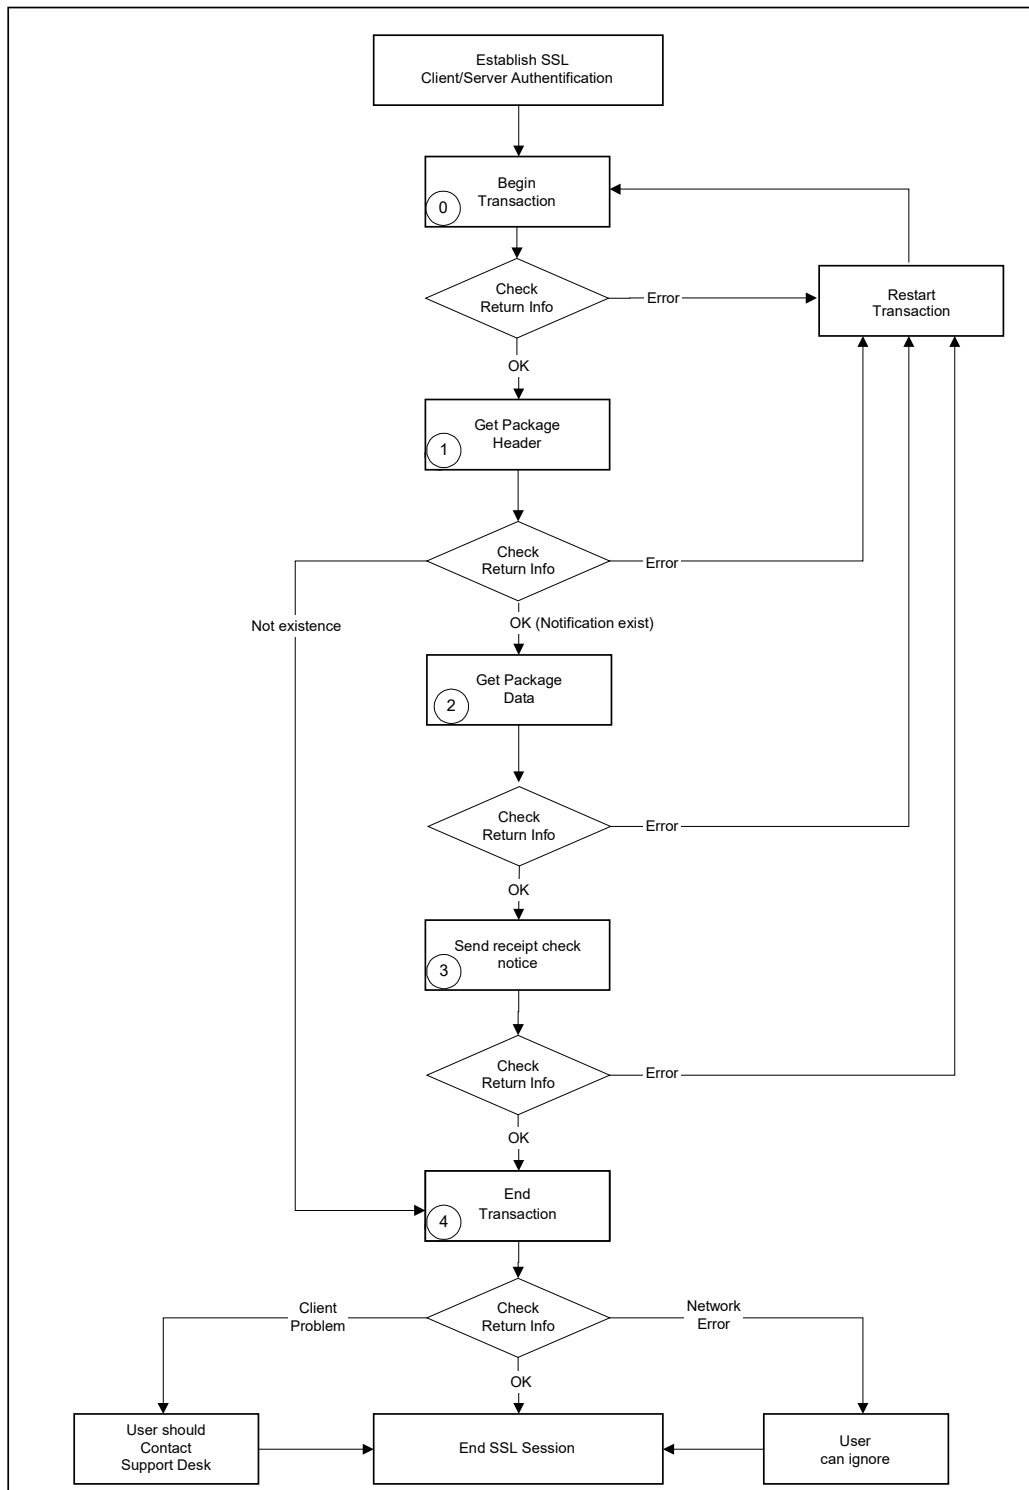 Establish SSL
Client/Server Authentification
Begin
Transaction
0
Check
Return Info
Error
Restart
Transaction
OK
Get Package
Header
1
Check
Return Info
Error
Not existence
OK (Notification exist)
Get Package
Data
2
Check
Return Info
Error
OK
Send receipt check
notice
3
Check
Return Info
Error
OK
End
Transaction
4
Client
Problem
Check
Return Info
Network
Error
OK
User should
Contact
Support Desk
End SSL Session
User
can ignore